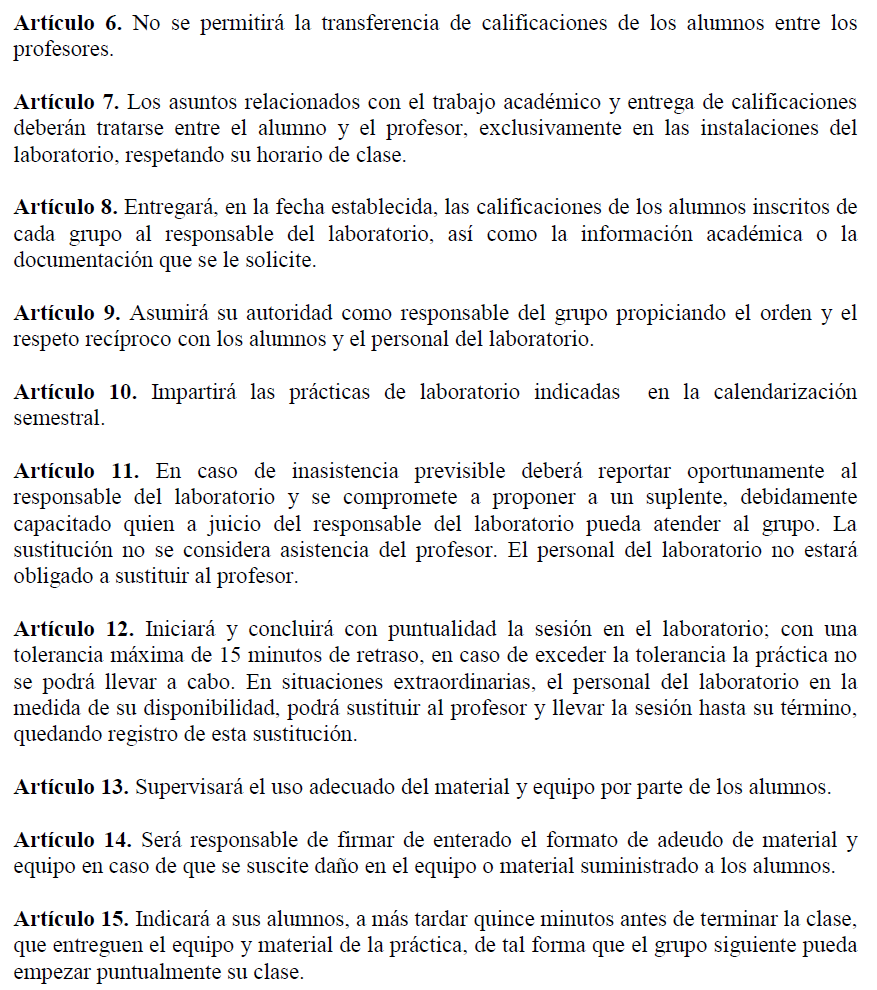 Artículo 6. No se permitirá la transferencia de calificaciones de los alumnos entre los
profesores.
Artículo 7. Los asuntos relacionados con el trabajo académico y entrega de calificaciones
deberán tratarse entre el alumno y el profesor, exclusivamente en las instalaciones del
laboratorio, respetando su horario de clase.
Artículo 8. Entregará, en la fecha establecida, las calificaciones de los alumnos inscritos de
cada grupo al responsable del laboratorio, así como la información académica o la
documentación que se le solicite.
Artículo 9. Asumirá su autoridad como responsable del grupo propiciando el orden y el
respeto recíproco con los alumnos y el personal del laboratorio.
Artículo 10. Impartirá las prácticas de laboratorio indicadas en la calendarización
semestral.
Artículo 11. En caso de inasistencia previsible deberá reportar oportunamente al
responsable del laboratorio y se compromete a proponer a un suplente, debidamente
capacitado quien a juicio del responsable del laboratorio pueda atender al grupo. La
sustitución no se considera asistencia del profesor. El personal del laboratorio no estará
obligado a sustituir al profesor.
Artículo 12. Iniciará y concluirá con puntualidad la sesión en el laboratorio; con una
tolerancia máxima de 15 minutos de retraso, en caso de exceder la tolerancia la práctica no
se podrá llevar a cabo. En situaciones extraordinarias, el personal del laboratorio en la
medida de su disponibilidad, podrá sustituir al profesor y llevar la sesión hasta su término,
quedando registro de esta sustitución.
Artículo 13. Supervisará el uso adecuado del material y equipo por parte de los alumnos.
Artículo 14. Será responsable de firmar de enterado el formato de adeudo de material y
equipo en caso de que se suscite daño en el equipo o material suministrado a los alumnos.
Artículo 15. Indicará a sus alumnos, a más tardar quince minutos antes de terminar la clase,
que entreguen el equipo y material de la práctica, de tal forma que el grupo siguiente pueda
empezar puntualmente su clase.